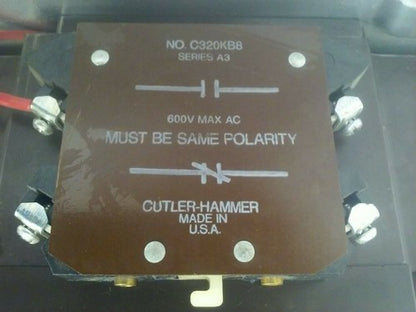 NO. C320KB8
SERIES A3
600V MAX AC
MUST BE SAME POLARITY
CUTLER-HAMMER
MADE IN
U.S.A.